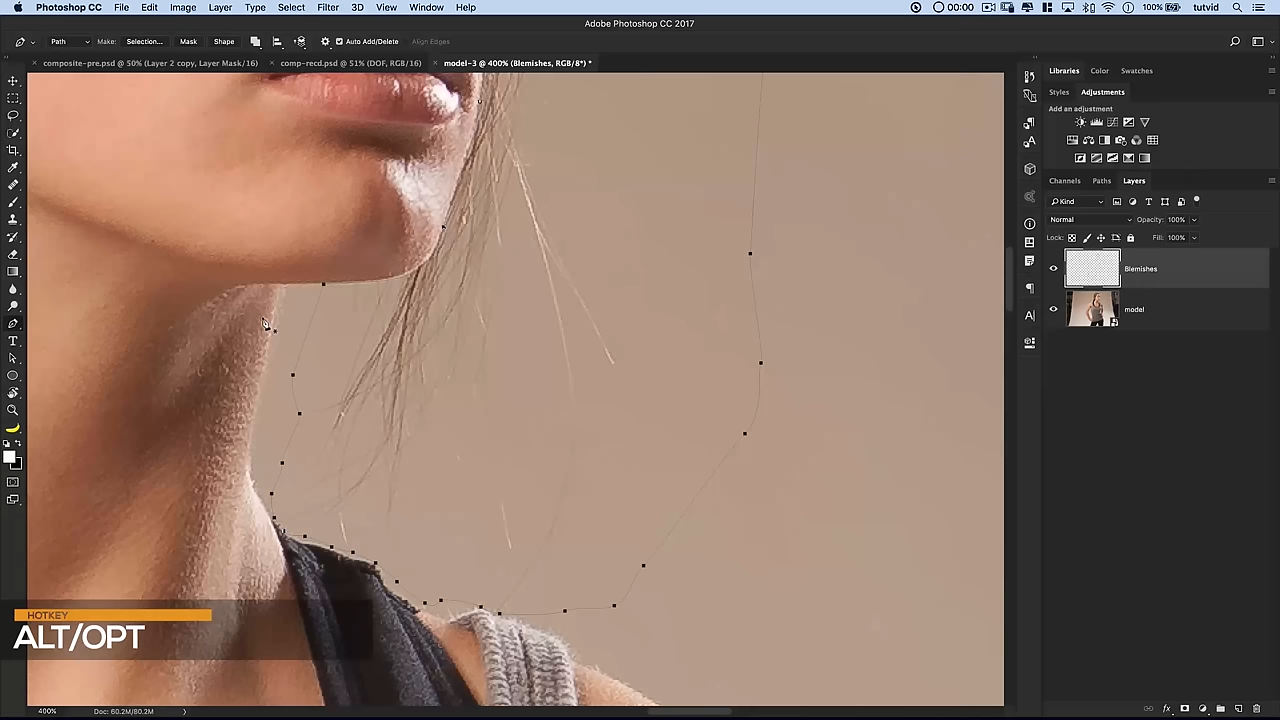 Photoshop CC File Edit Image Layer Type Select Filter 3D View Window Help 00:00 100% tutvid
Adobe Photoshop CC 2017
Path Make: Selection... Mask Shape Auto Add/Delete Align Edges
composite-pre.psd @ 50% (Layer 2 copy, Layer Mask/16) comp-recd.psd @ 51% (DOF, RGB/16) model-3 @ 400% (Blemishes, RGB/8*) *
Libraries Color Swatches
Styles Adjustments
Add an adjustment
Channels Paths Layers
Kind
Normal Opacity: 100%
Lock: Fill: 100%
Blemishes
model
HOTKEY
ALT/OPT
400% Doc: 60.2M/80.2M